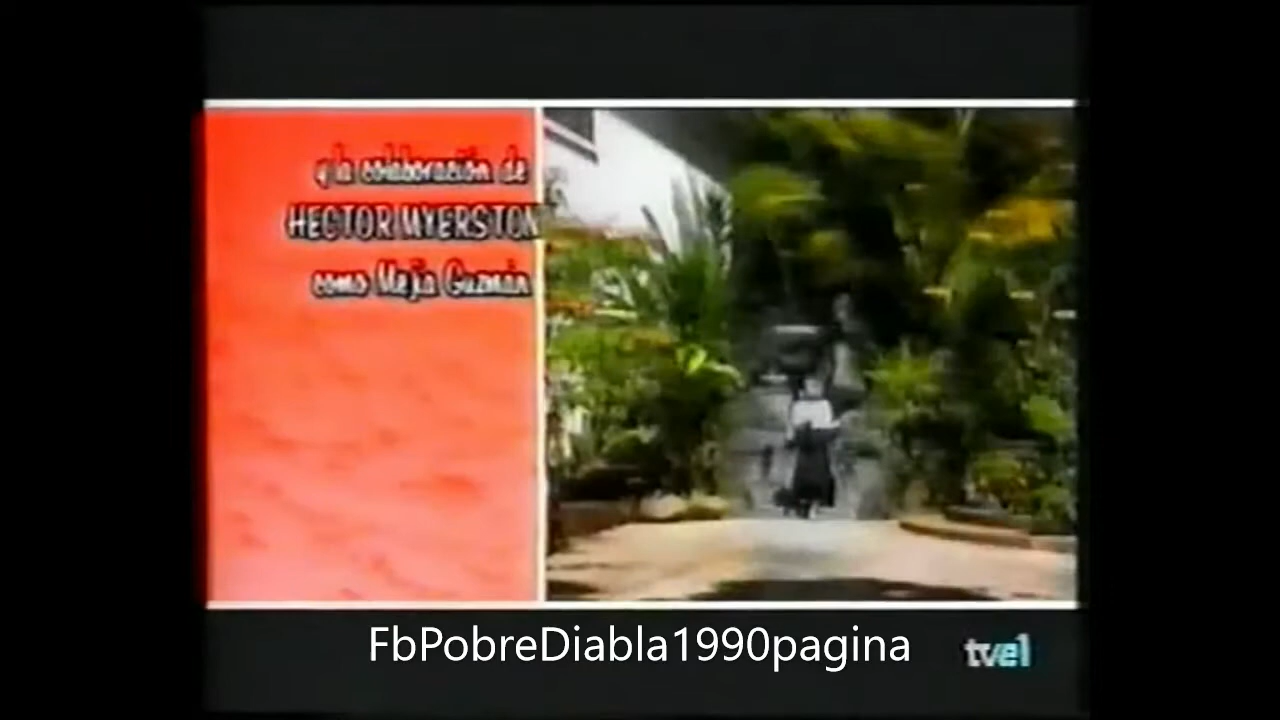 y la colaboración de
HECTOR MYERSTON
como Mejía Guzmán
FbPobreDiabla1990pagina
tve1